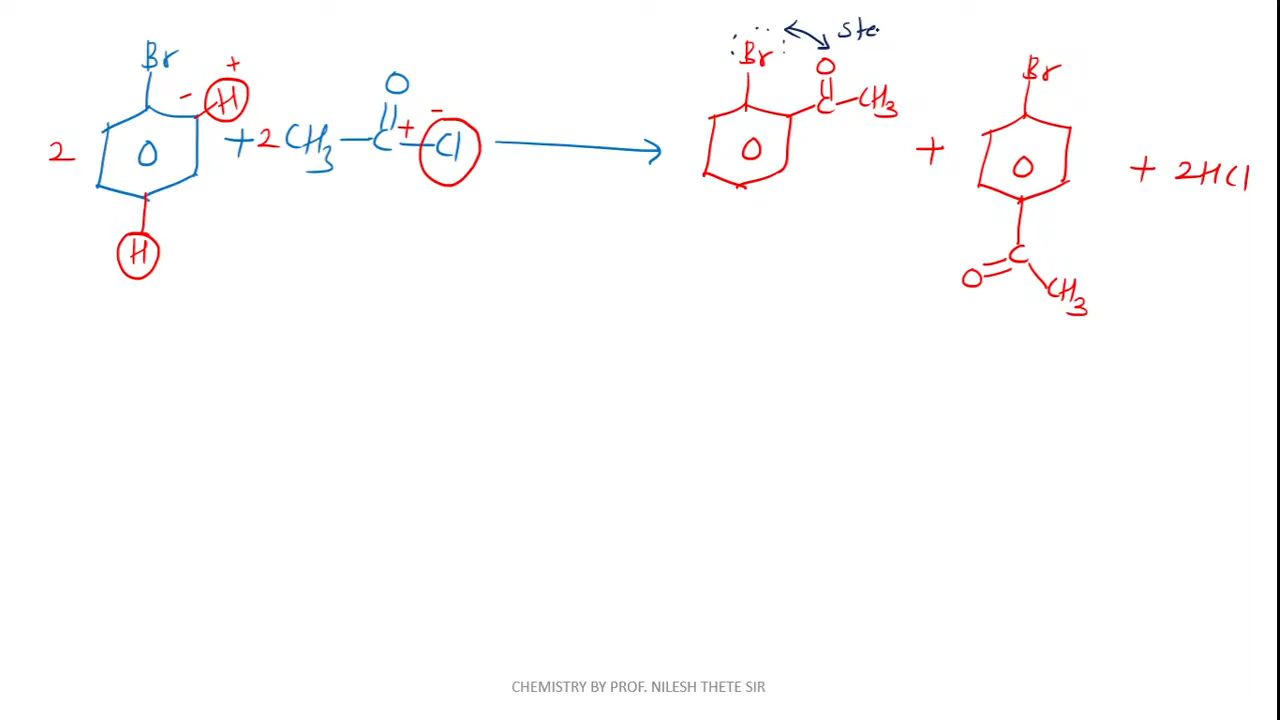 2 Br H + - H + 2 CH3 - C + O Cl - → Br O C CH3 ste + Br C O CH3 + 2HCl
CHEMISTRY BY PROF. NILESH THETE SIR